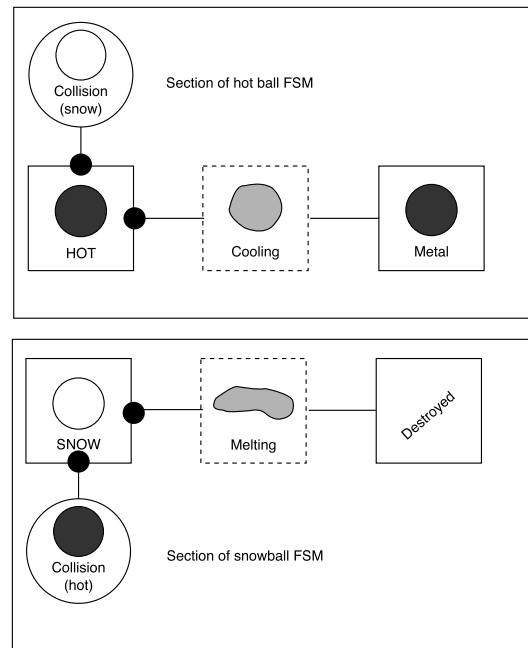 Collision
(snow)
Section of hot ball FSM
HOT
Cooling
Metal
SNOW
Melting
Destroyed
Collision
(hot)
Section of snowball FSM